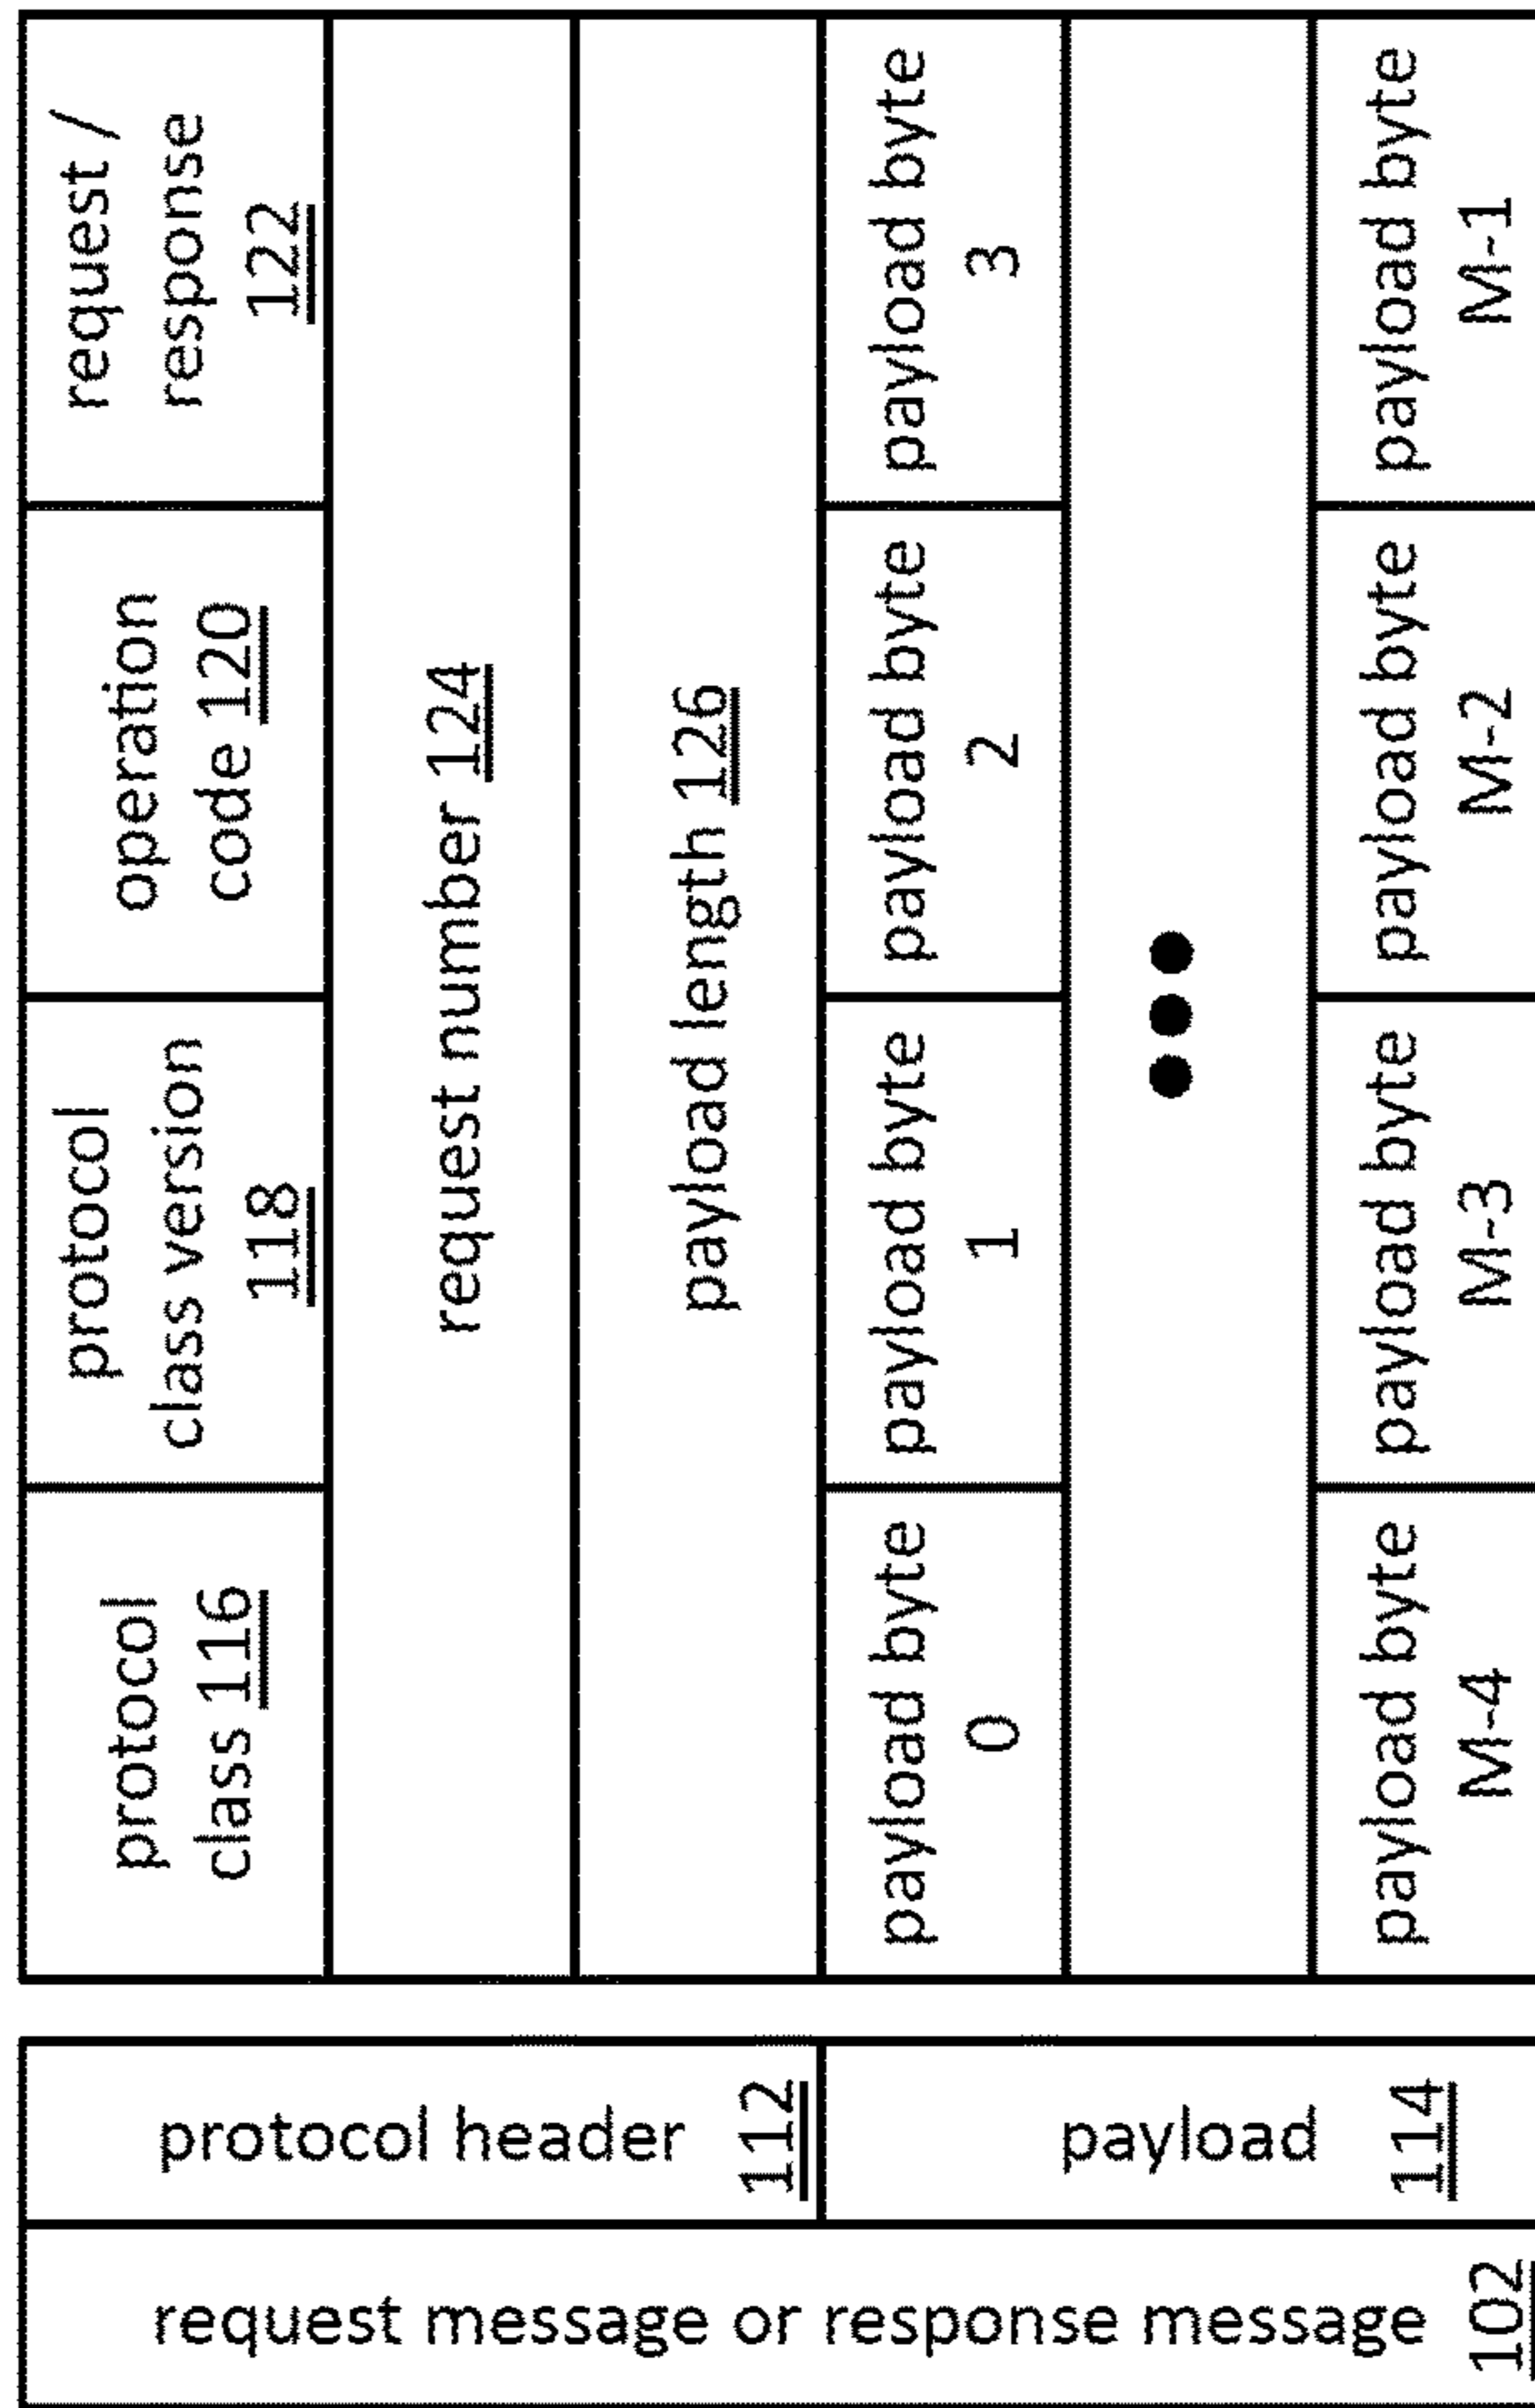 request message or response message
102
protocol header
112
payload
114
protocol
class 116
protocol
class version
118
operation
code 120
request /
response
122
request number 124
payload length 126
payload byte
0
payload byte
1
payload byte
2
payload byte
3
payload byte
M-4
payload byte
M-3
payload byte
M-2
payload byte
M-1